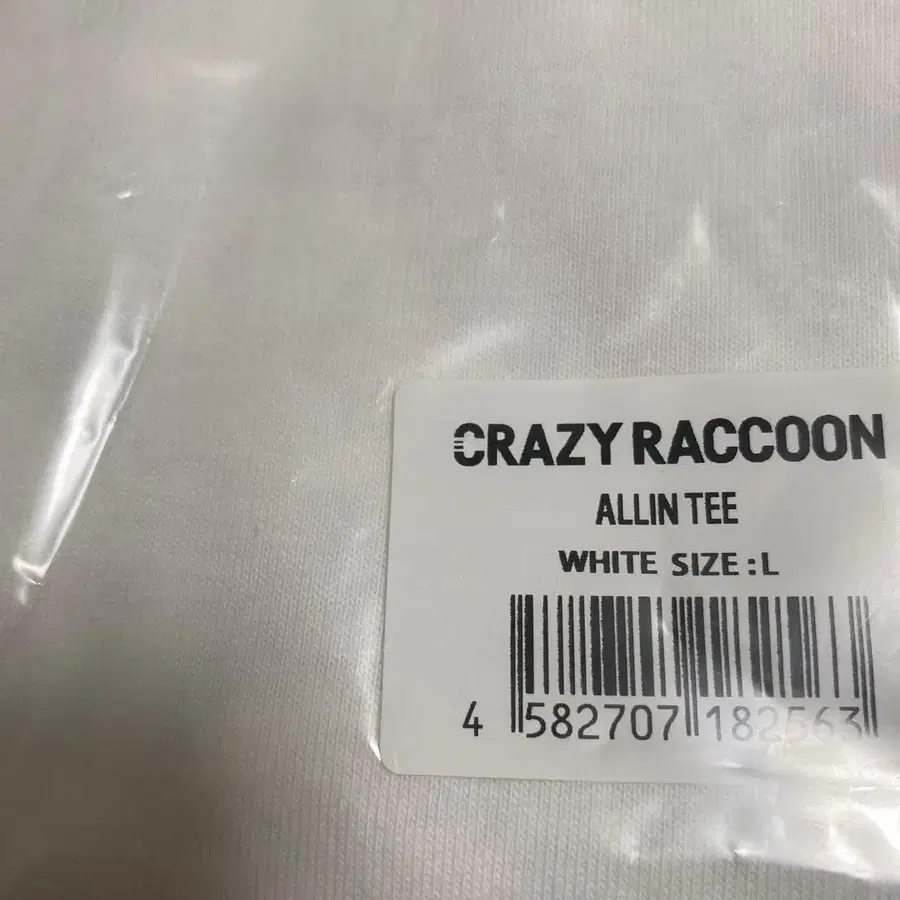 CRAZY RACCOON
ALLIN TEE
WHITE SIZE : L
4 582707 182563